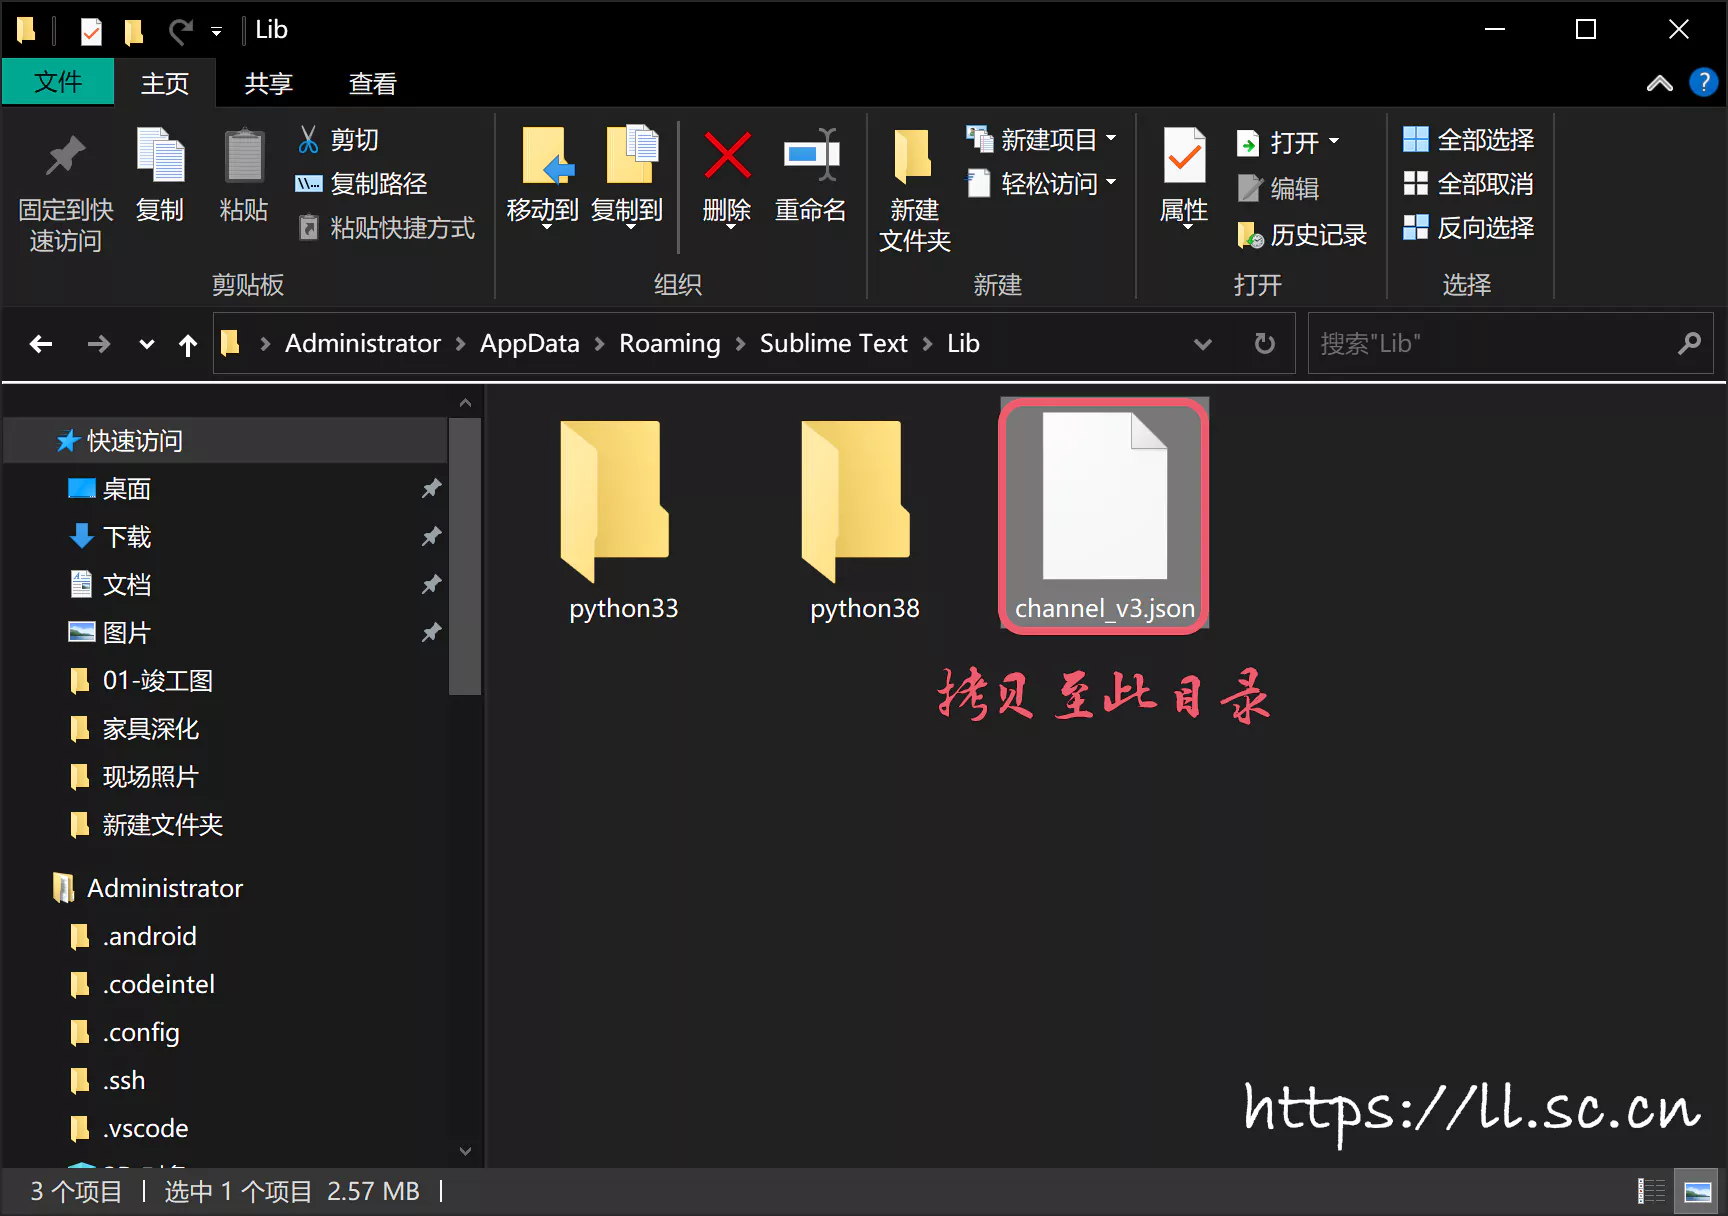 Lib
文件 主页 共享 查看
固定到快速访问
复制
粘贴
剪切
复制路径
粘贴快捷方式
剪贴板
移动到
复制到
删除
重命名
组织
新建文件夹
新建项目
轻松访问
新建
属性
打开
编辑
历史记录
打开
全部选择
全部取消
反向选择
选择
Administrator > AppData > Roaming > Sublime Text > Lib
搜索"Lib"
快速访问
桌面
下载
文档
图片
01-竣工图
家具深化
现场照片
新建文件夹
Administrator
.android
.codeintel
.config
.ssh
.vscode
python33
python38
channel_v3.json
拷贝至此目录
https://ll.sc.cn
3 个项目 | 选中 1 个项目 2.57 MB |